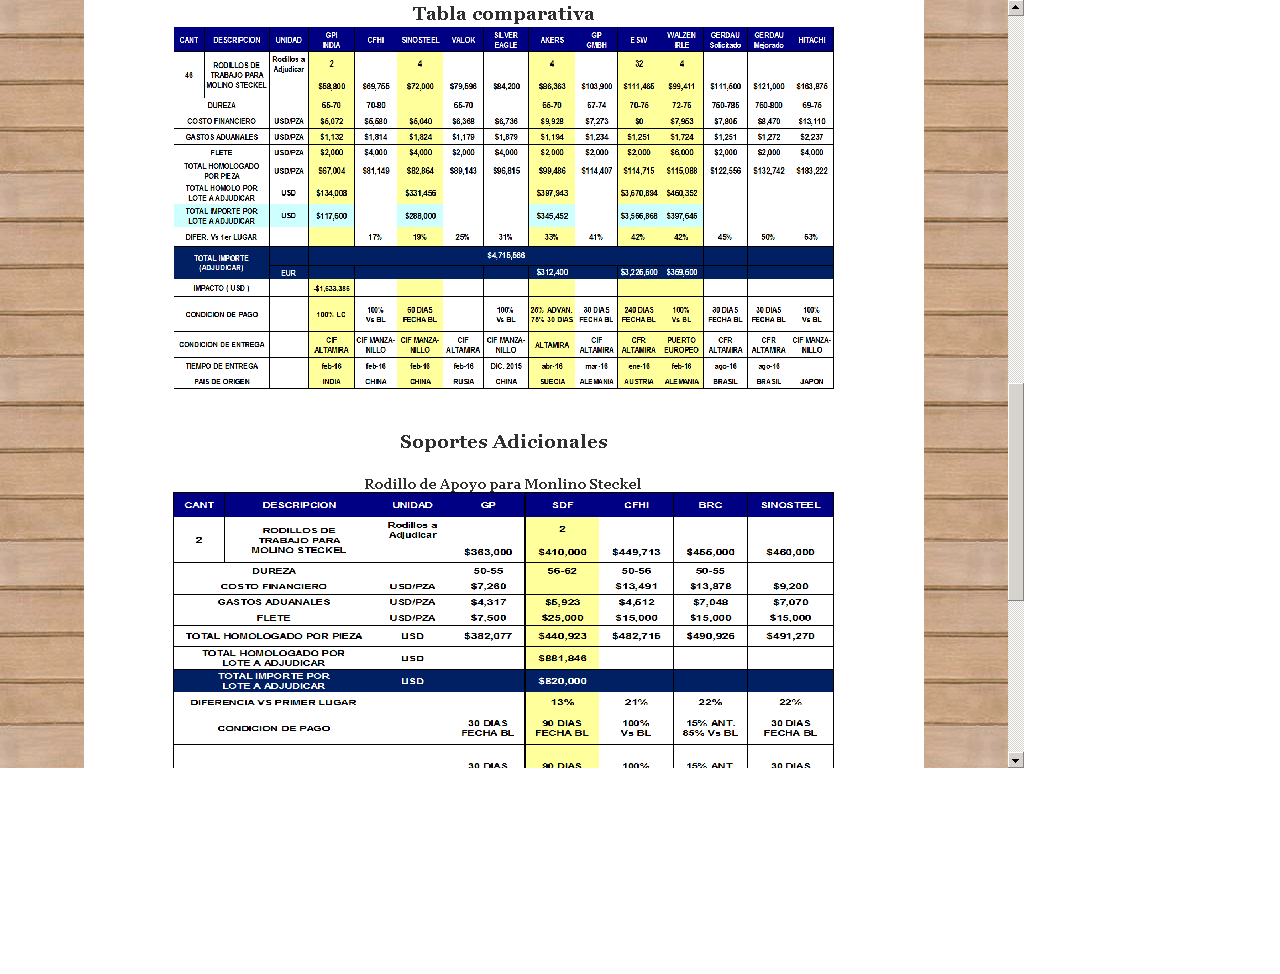 Tabla comparativa
CANT DESCRIPCION UNIDAD GPI INDIA CFHI SINOSTEEL VALOK SILVER EAGLE AKERS GP GMBH ESW WALZEN IRLE GERDAU Solicitado GERDAU Mejorado HITACHI
46 RODILLOS DE TRABAJO PARA MOLINO STECKEL Rodillos a Adjudicar 2 4 4 32 4
$58,800 $69,755 $72,000 $79,596 $84,200 $86,363 $103,900 $111,465 $99,411 $111,500 $121,000 $163,875
DUREZA 65-70 70-80 65-70 65-70 67-74 70-75 72-75 750-785 750-800 69-75
COSTO FINANCIERO USD/PZA $5,072 $5,580 $5,040 $6,368 $6,736 $9,928 $7,273 $0 $7,953 $7,805 $8,470 $13,110
GASTOS ADUANALES USD/PZA $1,132 $1,814 $1,824 $1,179 $1,879 $1,194 $1,234 $1,251 $1,724 $1,251 $1,272 $2,237
FLETE USD/PZA $2,000 $4,000 $4,000 $2,000 $4,000 $2,000 $2,000 $2,000 $6,000 $2,000 $2,000 $4,000
TOTAL HOMOLOGADO POR PIEZA USD/PZA $67,004 $81,149 $82,864 $89,143 $96,815 $99,486 $114,407 $114,715 $115,088 $122,556 $132,742 $183,222
TOTAL HOMOLO POR LOTE A ADJUDICAR USD $134,008 $331,456 $397,943 $3,670,894 $460,352
TOTAL IMPORTE POR LOTE A ADJUDICAR USD $117,600 $288,000 $345,452 $3,566,868 $397,646
DIFER. Vs 1er LUGAR 17% 19% 25% 31% 33% 41% 42% 42% 45% 50% 63%
TOTAL IMPORTE (ADJUDICAR) $4,715,566
EUR $312,400 $3,225,600 $359,600
IMPACTO ( USD ) -$1,633,385
CONDICION DE PAGO 100% LC 100% Vs BL 60 DIAS FECHA BL 100% Vs BL 25% ADVAN. 75% 30 DIAS 30 DIAS FECHA BL 240 DIAS FECHA BL 100% Vs BL 30 DIAS FECHA BL 30 DIAS FECHA BL 100% Vs BL
CONDICION DE ENTREGA CIF ALTAMIRA CIF MANZA-NILLO CIF MANZA-NILLO CIF ALTAMIRA CIF MANZA-NILLO ALTAMIRA CIF ALTAMIRA CFR ALTAMIRA PUERTO EUROPEO CFR ALTAMIRA CFR ALTAMIRA CIF MANZA-NILLO
TIEMPO DE ENTREGA feb-16 feb-16 feb-16 feb-16 DIC. 2015 abr-16 mar-16 ene-16 feb-16 ago-16 ago-16
PAIS DE ORIGEN INDIA CHINA CHINA RUSIA CHINA SUECIA ALEMANIA AUSTRIA ALEMANIA BRASIL BRASIL JAPON
Soportes Adicionales
Rodillo de Apoyo para Monlino Steckel
CANT DESCRIPCION UNIDAD GP SDF CFHI BRC SINOSTEEL
2 RODILLOS DE TRABAJO PARA MOLINO STECKEL Rodillos a Adjudicar 2
$363,000 $410,000 $449,713 $455,000 $460,000
DUREZA 50-55 56-62 50-56 50-55
COSTO FINANCIERO USD/PZA $7,260 $13,491 $13,878 $9,200
GASTOS ADUANALES USD/PZA $4,317 $5,923 $4,512 $7,048 $7,070
FLETE USD/PZA $7,500 $25,000 $15,000 $15,000 $15,000
TOTAL HOMOLOGADO POR PIEZA USD $382,077 $440,923 $482,716 $490,926 $491,270
TOTAL HOMOLOGADO POR LOTE A ADJUDICAR USD $881,846
TOTAL IMPORTE POR LOTE A ADJUDICAR USD $820,000
DIFERENCIA VS PRIMER LUGAR 13% 21% 22% 22%
CONDICION DE PAGO 30 DIAS FECHA BL 90 DIAS FECHA BL 100% Vs BL 15% ANT. 85% Vs BL 30 DIAS FECHA BL
30 DIAS 90 DIAS 100% 15% ANT 30 DIAS